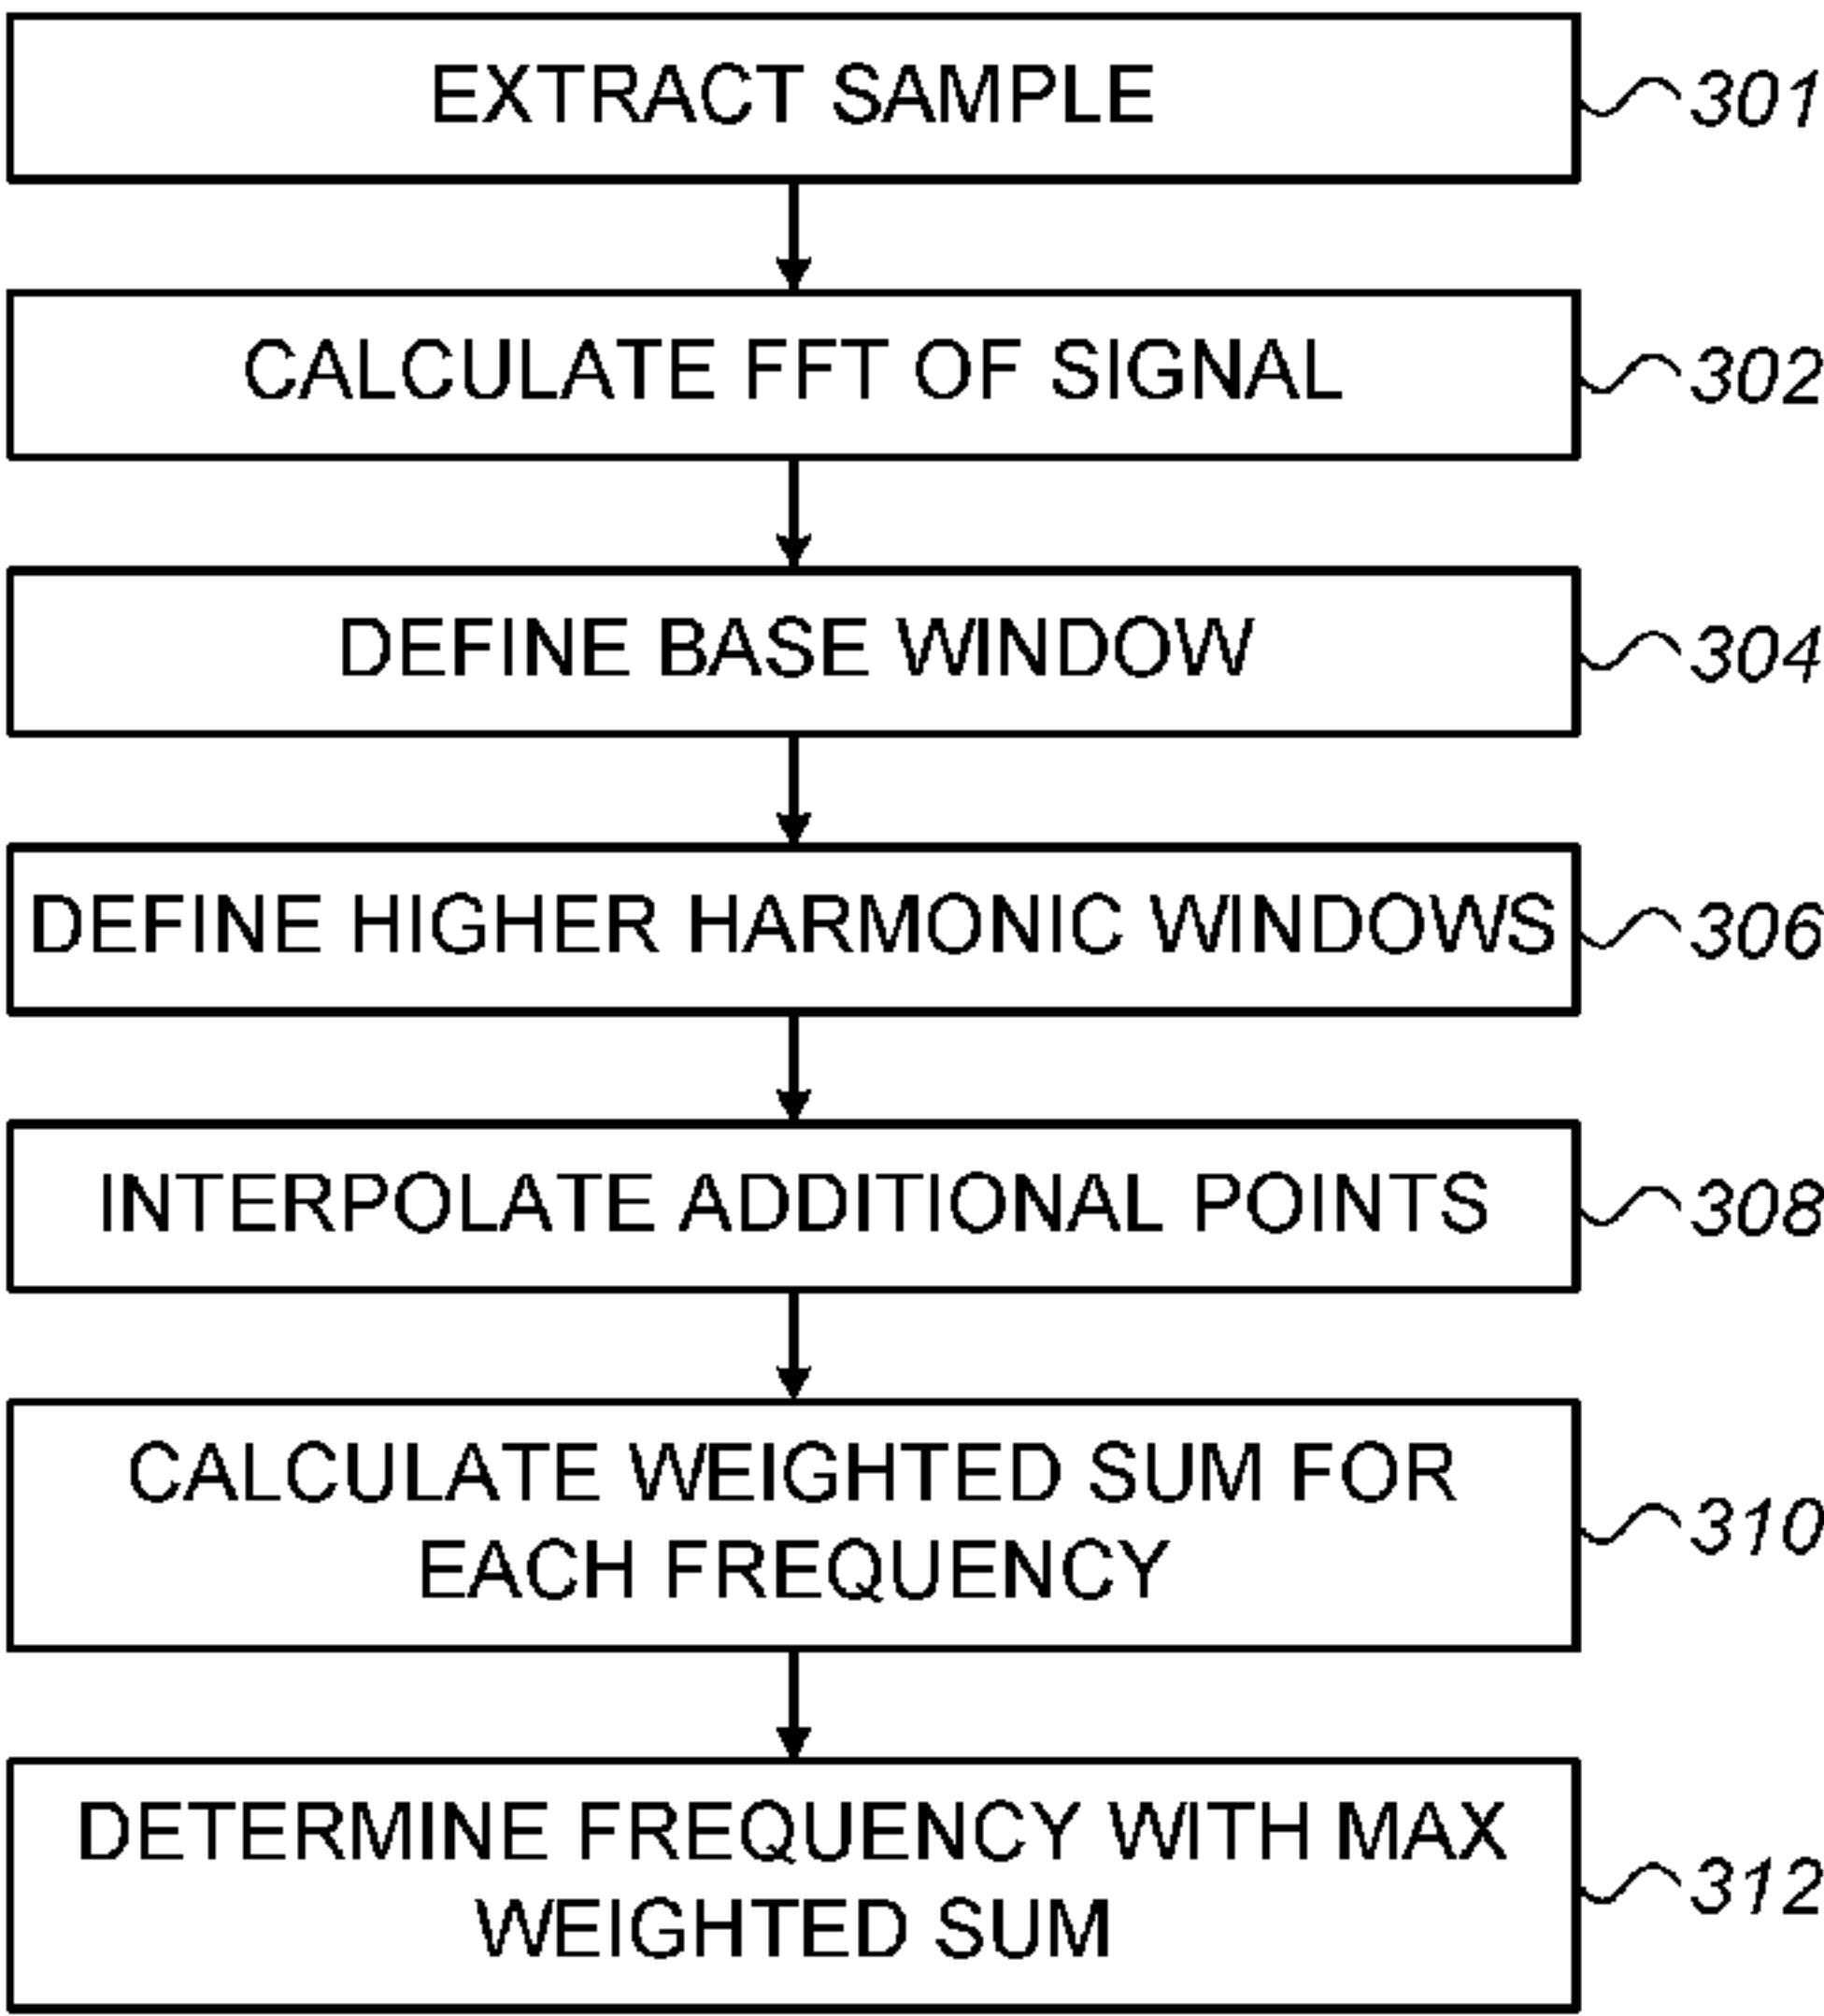 EXTRACT SAMPLE
301
CALCULATE FFT OF SIGNAL
302
DEFINE BASE WINDOW
304
DEFINE HIGHER HARMONIC WINDOWS
306
INTERPOLATE ADDITIONAL POINTS
308
CALCULATE WEIGHTED SUM FOR
EACH FREQUENCY
310
DETERMINE FREQUENCY WITH MAX
WEIGHTED SUM
312